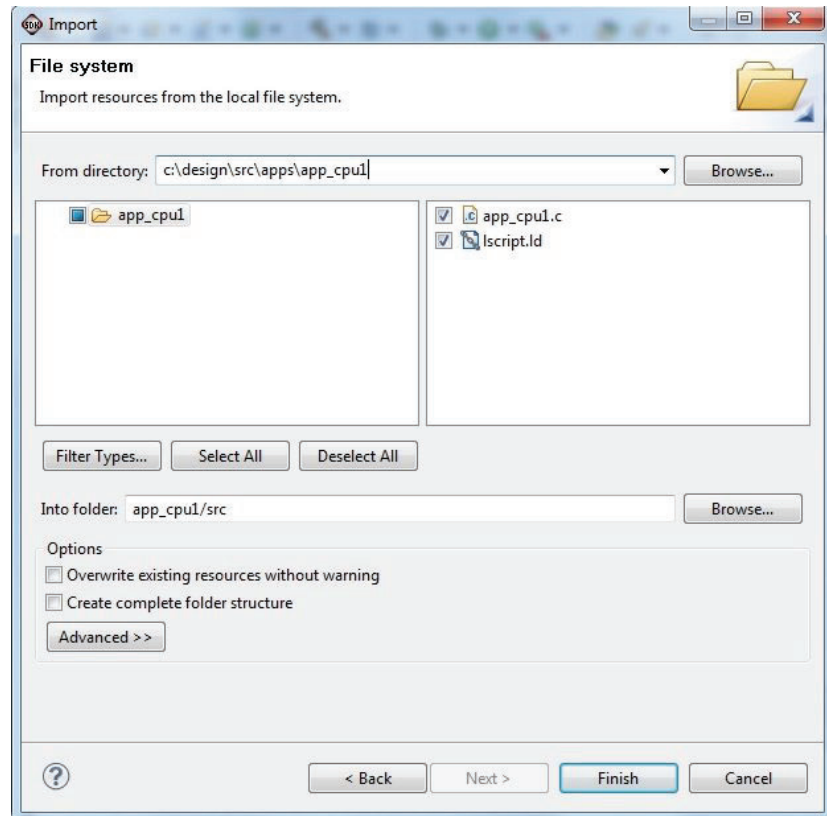 SDK Import
File system
Import resources from the local file system.
From directory: c:\design\src\apps\app_cpu1 Browse...
app_cpu1
app_cpu1.c
lscript.ld
Filter Types... Select All Deselect All
Into folder: app_cpu1/src Browse...
Options
Overwrite existing resources without warning
Create complete folder structure
Advanced >>
? < Back Next > Finish Cancel